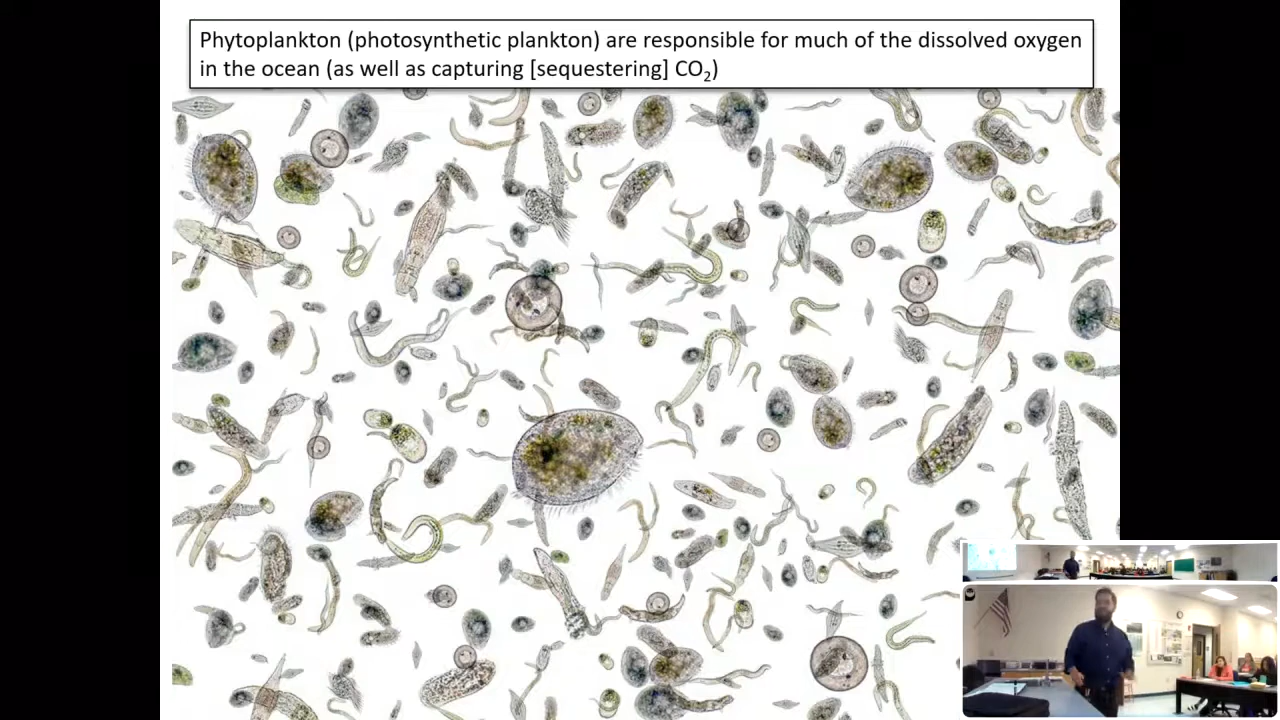 Phytoplankton (photosynthetic plankton) are responsible for much of the dissolved oxygen
in the ocean (as well as capturing [sequestering] CO₂)